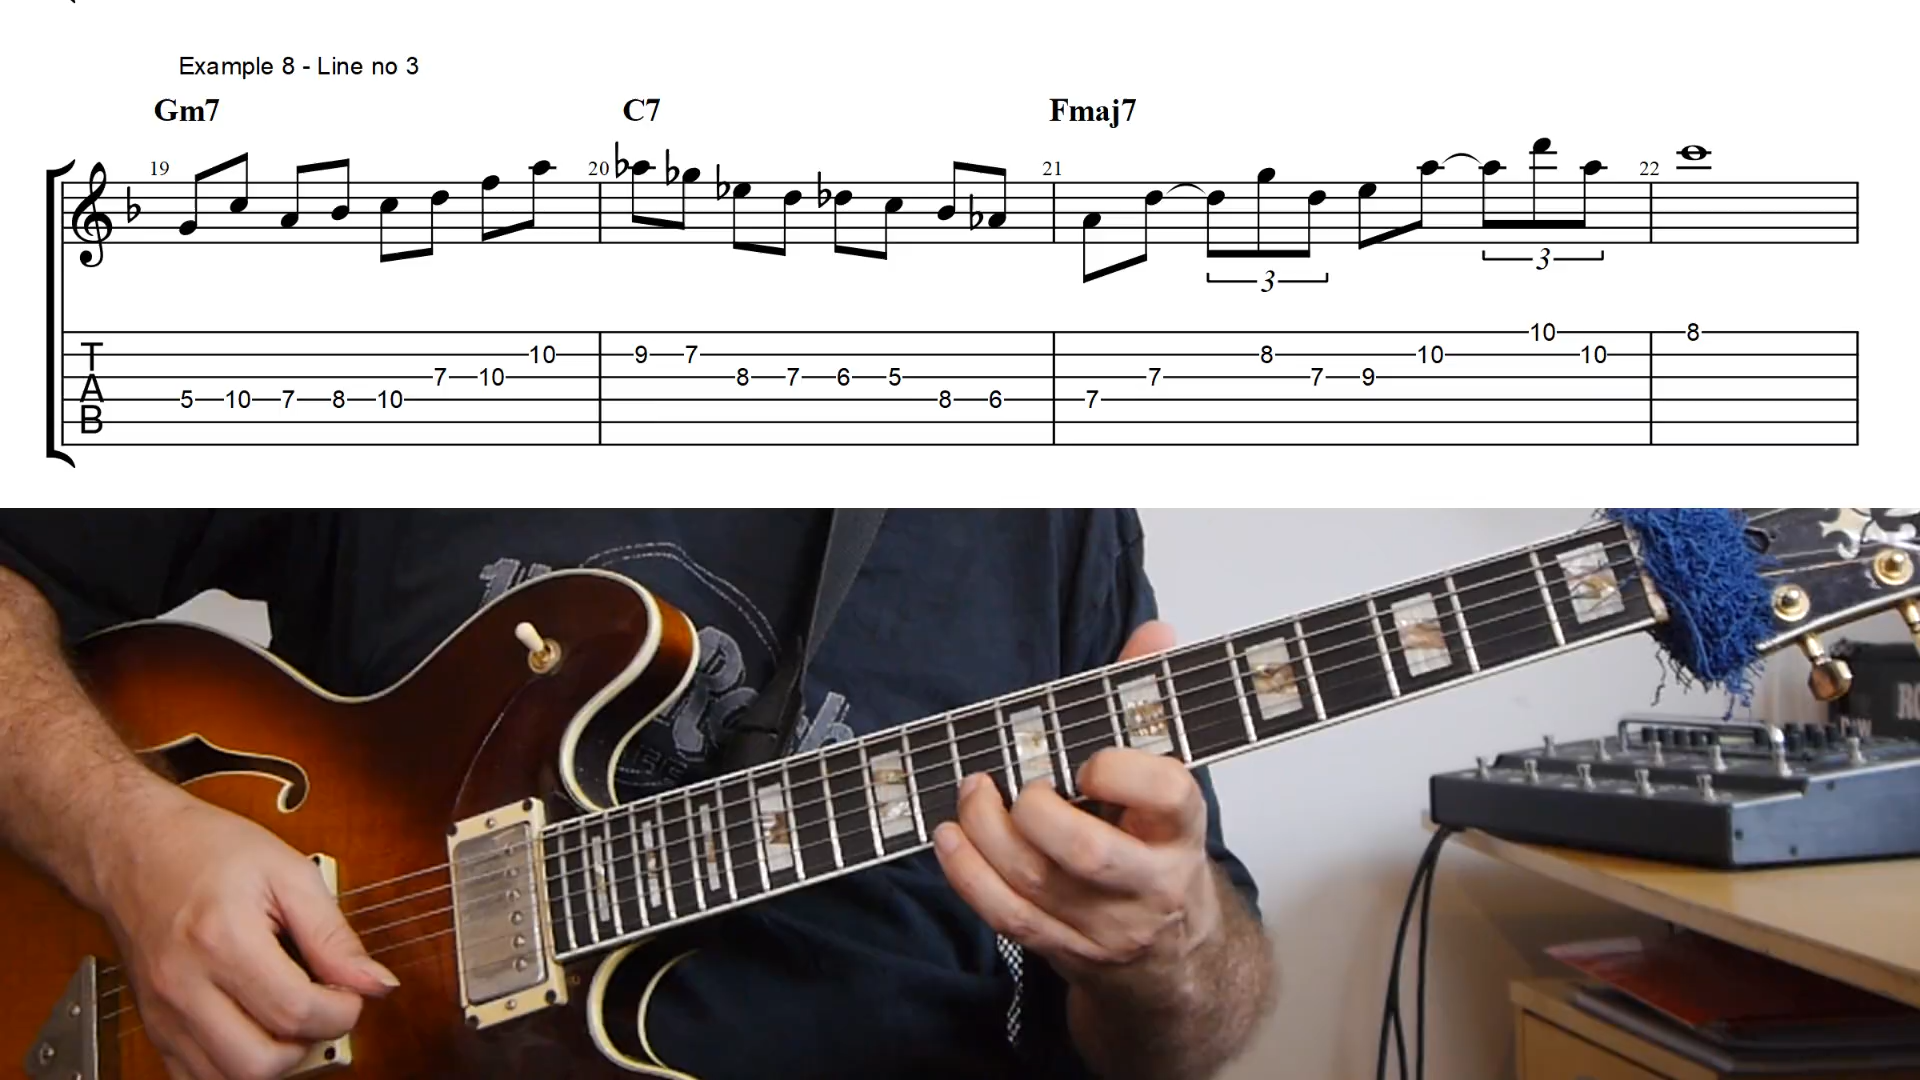 Example 8 - Line no 3
Gm7 C7 Fmaj7
19 20 21 22
3 3
T
A
B
10 8
10 9 7 8 10 10
7 10 8 7 6 5 7 7 9
5 10 7 8 10 8 6 7